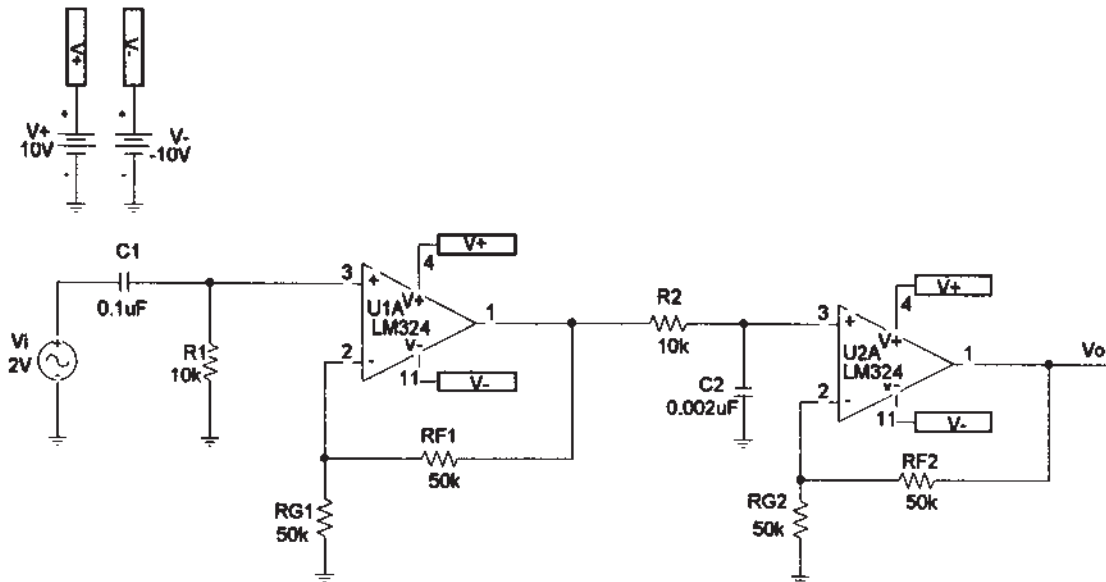 V+
V-
V+
10V
V-
-10V
C1
0.1uF
Vi
2V
R1
10k
3
2
U1A
LM324
V+
V-
4
V+
11
V-
1
RF1
50k
RG1
50k
R2
10k
C2
0.002uF
3
2
U2A
LM324
V+
V-
4
V+
11
V-
1
Vo
RF2
50k
RG2
50k